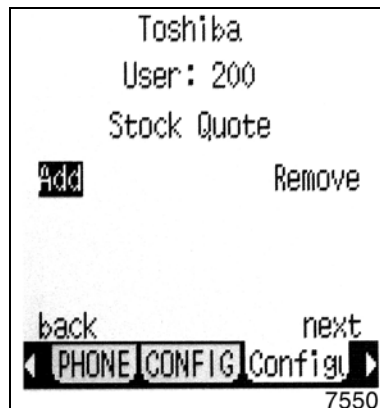 Toshiba
User: 200
Stock Quote
Add Remove
back next
PHONE CONFIG Configu
7550